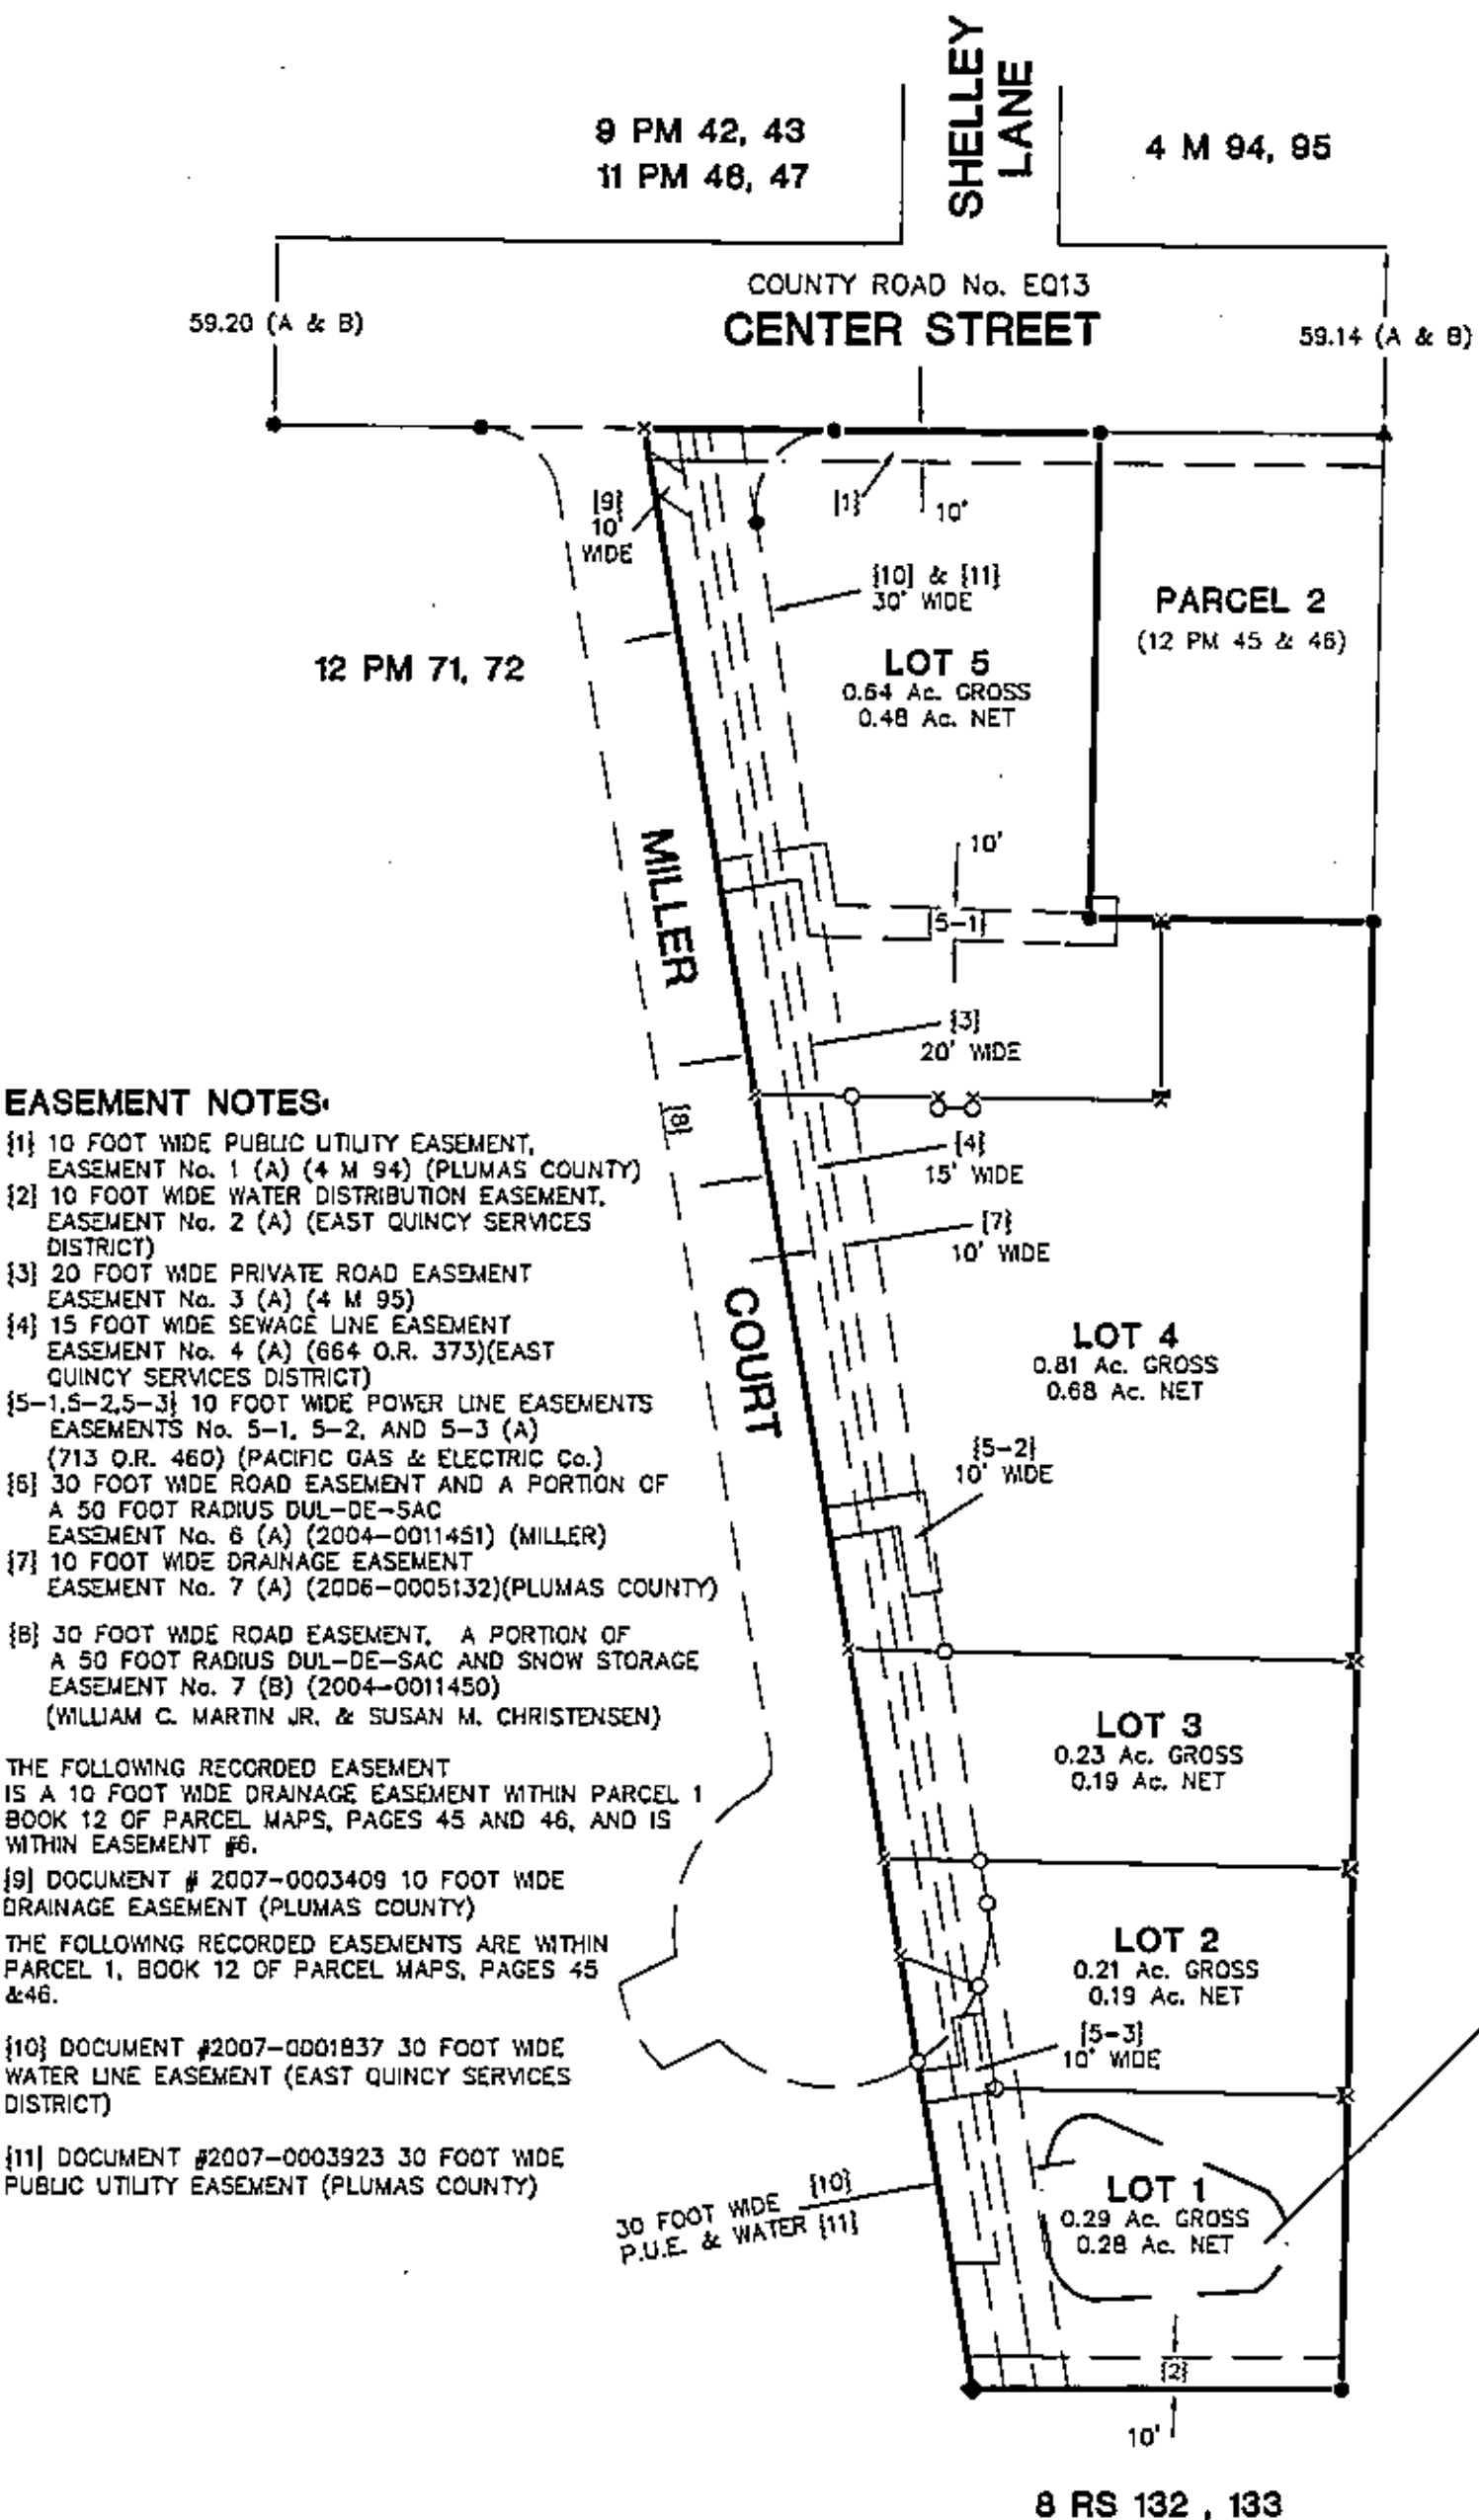 SHELLEY
LANE
9 PM 42, 43
11 PM 46, 47
4 M 94, 95
COUNTY ROAD No. EQ13
CENTER STREET
59.20 (A & B)
59.14 (A & B)
[9]
10'
WIDE
[1]
10'
[10] & [11]
30' WIDE
PARCEL 2
(12 PM 45 & 46)
12 PM 71, 72
LOT 5
0.64 Ac. GROSS
0.48 Ac. NET
10'
[5-1]
MILLER
COURT
[3]
20' WIDE
[8]
[4]
15' WIDE
[7]
10' WIDE
LOT 4
0.81 Ac. GROSS
0.68 Ac. NET
[5-2]
10' WIDE
LOT 3
0.23 Ac. GROSS
0.19 Ac. NET
LOT 2
0.21 Ac. GROSS
0.19 Ac. NET
[5-3]
10' WIDE
LOT 1
0.29 Ac. GROSS
0.28 Ac. NET
30 FOOT WIDE [10]
P.U.E. & WATER [11]
[2]
10'
8 RS 132 , 133
EASEMENT NOTES:
[1] 10 FOOT WIDE PUBLIC UTILITY EASEMENT,
EASEMENT No. 1 (A) (4 M 94) (PLUMAS COUNTY)
[2] 10 FOOT WIDE WATER DISTRIBUTION EASEMENT,
EASEMENT No. 2 (A) (EAST QUINCY SERVICES
DISTRICT)
[3] 20 FOOT WIDE PRIVATE ROAD EASEMENT
EASEMENT No. 3 (A) (4 M 95)
[4] 15 FOOT WIDE SEWAGE LINE EASEMENT
EASEMENT No. 4 (A) (664 O.R. 373)(EAST
QUINCY SERVICES DISTRICT)
[5-1,5-2,5-3] 10 FOOT WIDE POWER LINE EASEMENTS
EASEMENTS No. 5-1, 5-2, AND 5-3 (A)
(713 O.R. 460) (PACIFIC GAS & ELECTRIC Co.)
[6] 30 FOOT WIDE ROAD EASEMENT AND A PORTION OF
A 50 FOOT RADIUS DUL-DE-SAC
EASEMENT No. 6 (A) (2004-0011451) (MILLER)
[7] 10 FOOT WIDE DRAINAGE EASEMENT
EASEMENT No. 7 (A) (2006-0005132)(PLUMAS COUNTY)
[8] 30 FOOT WIDE ROAD EASEMENT, A PORTION OF
A 50 FOOT RADIUS DUL-DE-SAC AND SNOW STORAGE
EASEMENT No. 7 (B) (2004-0011450)
(WILLIAM C. MARTIN JR. & SUSAN M. CHRISTENSEN)
THE FOLLOWING RECORDED EASEMENT
IS A 10 FOOT WIDE DRAINAGE EASEMENT WITHIN PARCEL 1
BOOK 12 OF PARCEL MAPS, PAGES 45 AND 46, AND IS
WITHIN EASEMENT #6.
[9] DOCUMENT # 2007-0003409 10 FOOT WIDE
DRAINAGE EASEMENT (PLUMAS COUNTY)
THE FOLLOWING RECORDED EASEMENTS ARE WITHIN
PARCEL 1, BOOK 12 OF PARCEL MAPS, PAGES 45
&46.
[10] DOCUMENT #2007-0001837 30 FOOT WIDE
WATER LINE EASEMENT (EAST QUINCY SERVICES
DISTRICT)
[11] DOCUMENT #2007-0003923 30 FOOT WIDE
PUBLIC UTILITY EASEMENT (PLUMAS COUNTY)